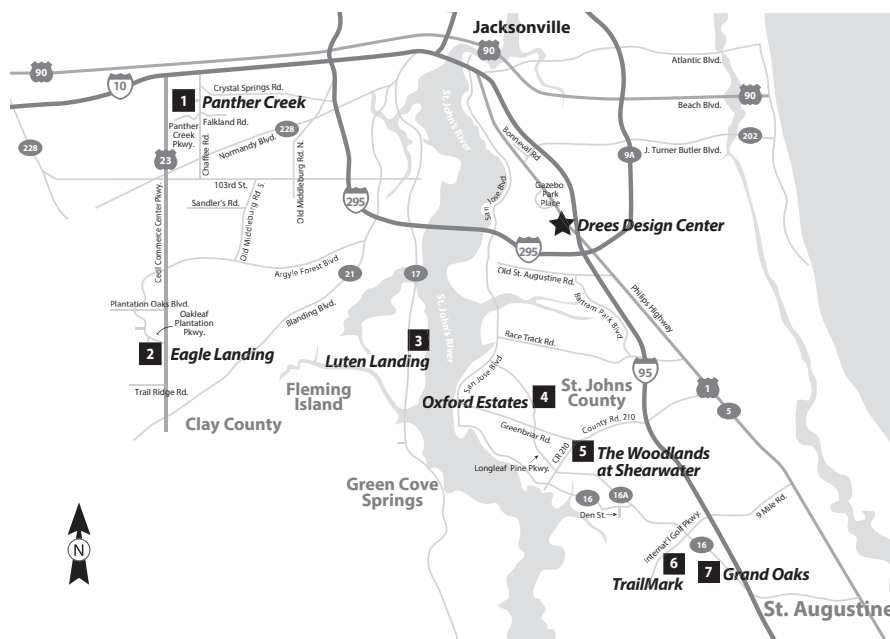 Jacksonville
90
90
10
Atlantic Blvd.
Crystal Springs Rd.
1
Panther Creek
90
Beach Blvd.
St. John's River
Falkland Rd.
Panther
Creek
Pkwy.
228
Chaffee Rd.
Normandy Blvd.
228
Bonneval Rd.
202
J. Turner Butler Blvd.
9A
23
Old Middleburg Rd. N.
103rd St.
Sandler's Rd.
295
San Jose Blvd.
Gazebo
Park
Place
Drees Design Center
Old Middleburg Rd. S.
Cecil Commerce Center Pkwy.
295
Argyle Forest Blvd.
21
17
Old St. Augustine Rd.
Plantation Oaks Blvd.
Oakleaf
Plantation
Pkwy.
Blanding Blvd.
St. John's River
Bartram Park Blvd.
Philips Highway
2
Eagle Landing
3
Luten Landing
Race Track Rd.
San Jose Blvd.
95
Trail Ridge Rd.
Fleming
Island
4
Oxford Estates
St. Johns
County
1
5
Clay County
County Rd. 210
Greenbriar Rd.
CR 210
5
The Woodlands
at Shearwater
Longleaf Pine Pkwy.
Green Cove
Springs
16
16A
Den St.
9 Mile Rd.
Internat'l Golf Pkwy.
16
N
6
TrailMark
7
Grand Oaks
St. Augustine